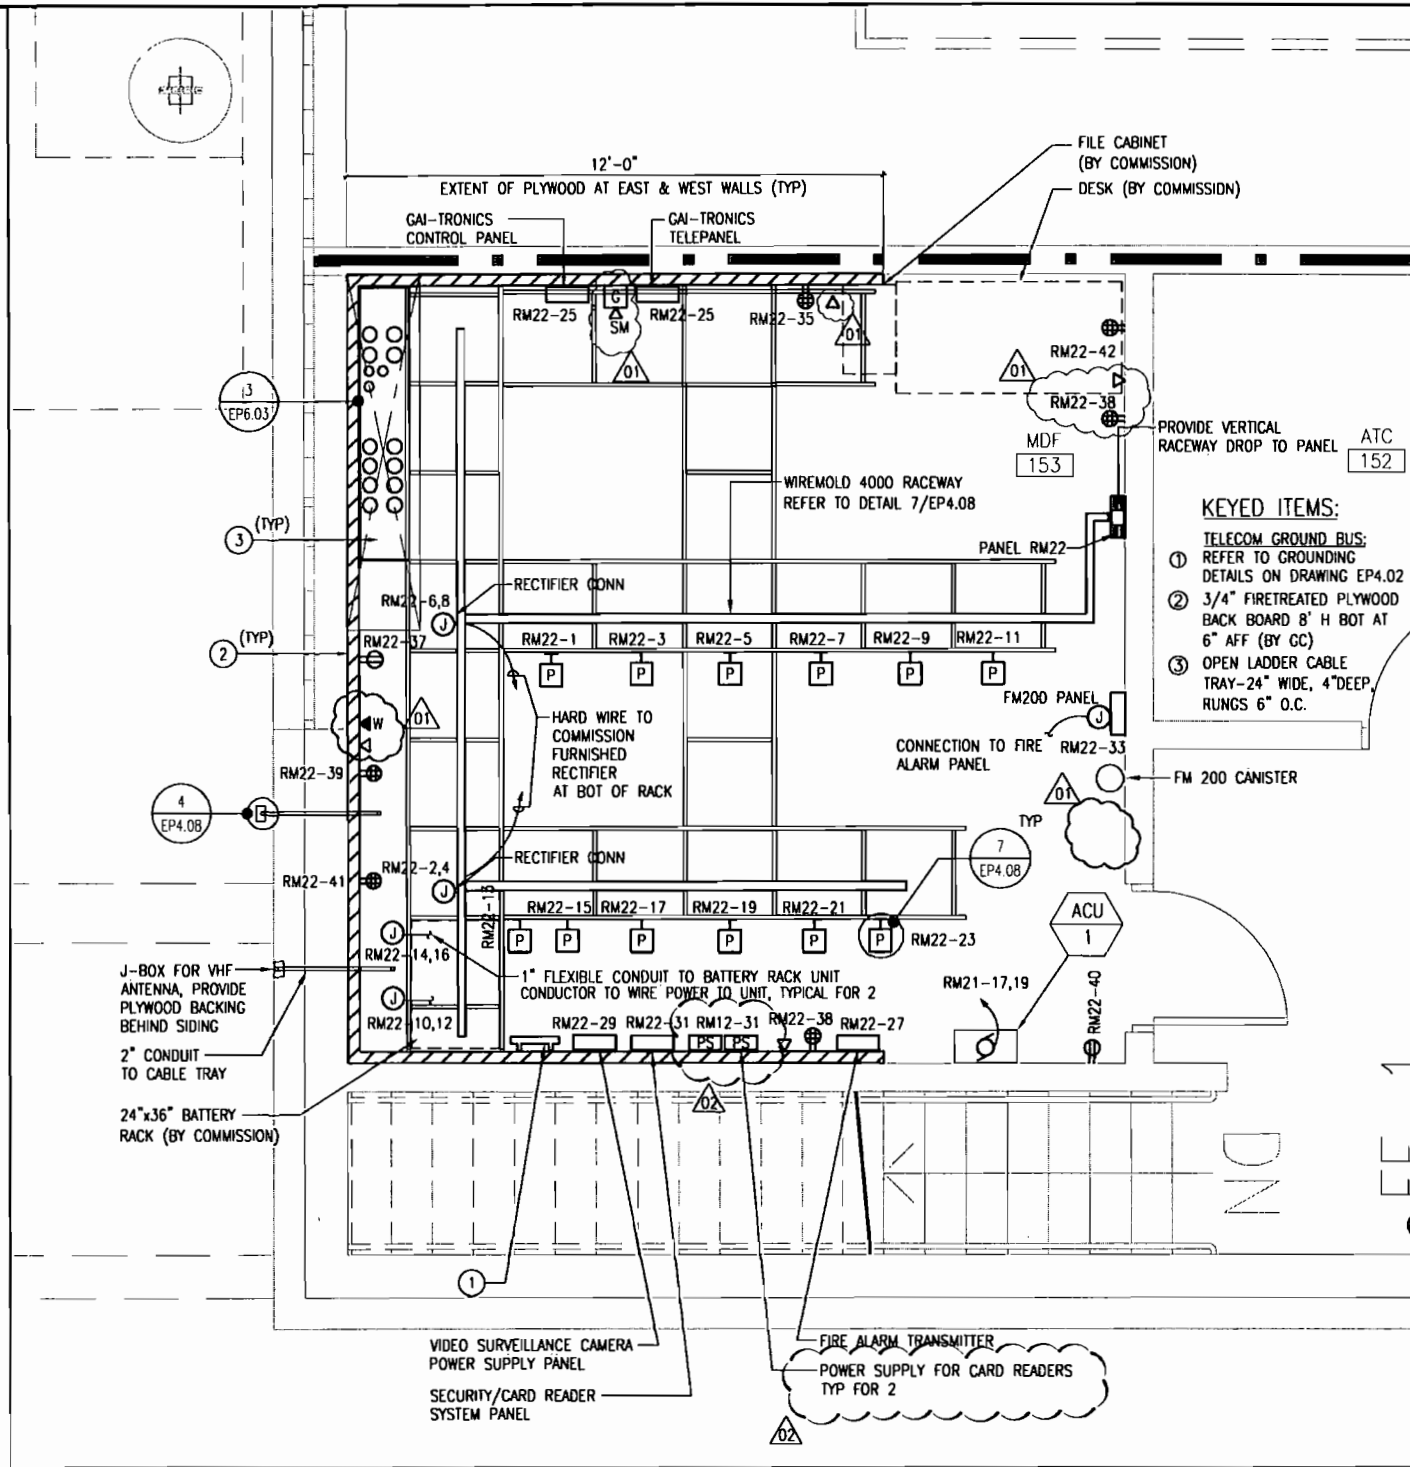 12'-0"
EXTENT OF PLYWOOD AT EAST & WEST WALLS (TYP)
FILE CABINET
(BY COMMISSION)
DESK (BY COMMISSION)
GAI-TRONICS
CONTROL PANEL
GAI-TRONICS
TELEPANEL
G
SM
RM22-25
RM22-25
RM22-35
01
01
01
RM22-42
RM22-38
3
EP6.03
MDF
153
PROVIDE VERTICAL
RACEWAY DROP TO PANEL
ATC
152
WIREMOLD 4000 RACEWAY
REFER TO DETAIL 7/EP4.08
3
(TYP)
PANEL RM22
KEYED ITEMS:
TELECOM GROUND BUS:
1 REFER TO GROUNDING
DETAILS ON DRAWING EP4.02
2 3/4" FIRETREATED PLYWOOD
BACK BOARD 8' H BOT AT
6" AFF (BY GC)
3 OPEN LADDER CABLE
TRAY-24" WIDE, 4"DEEP,
RUNGS 6" O.C.
RECTIFIER CONN
RM22-6,8
J
2
(TYP)
RM22-37
RM22-1
RM22-3
RM22-5
RM22-7
RM22-9
RM22-11
P
P
P
P
P
P
W
01
HARD WIRE TO
COMMISSION
FURNISHED
RECTIFIER
AT BOT OF RACK
FM200 PANEL
J
CONNECTION TO FIRE
ALARM PANEL
RM22-33
RM22-39
FM 200 CANISTER
01
TYP
4
EP4.08
RECTIFIER CONN
RM22-2,4
J
RM22-41
7
EP4.08
RM22-13
RM22-15
RM22-17
RM22-19
RM22-21
P
P
P
P
P
P
RM22-23
ACU
1
J
RM22-14,16
1" FLEXIBLE CONDUIT TO BATTERY RACK UNIT
CONDUCTOR TO WIRE POWER TO UNIT, TYPICAL FOR 2
J-BOX FOR VHF
ANTENNA, PROVIDE
PLYWOOD BACKING
BEHIND SIDING
J
RM22-10,12
RM22-29
RM22-31
RM12-31
RM22-38
RM22-27
RM21-17,19
RM22-40
PS
PS
2" CONDUIT
TO CABLE TRAY
02
24"x36" BATTERY
RACK (BY COMMISSION)
DN
1
VIDEO SURVEILLANCE CAMERA
POWER SUPPLY PANEL
SECURITY/CARD READER
SYSTEM PANEL
FIRE ALARM TRANSMITTER
POWER SUPPLY FOR CARD READERS
TYP FOR 2
02